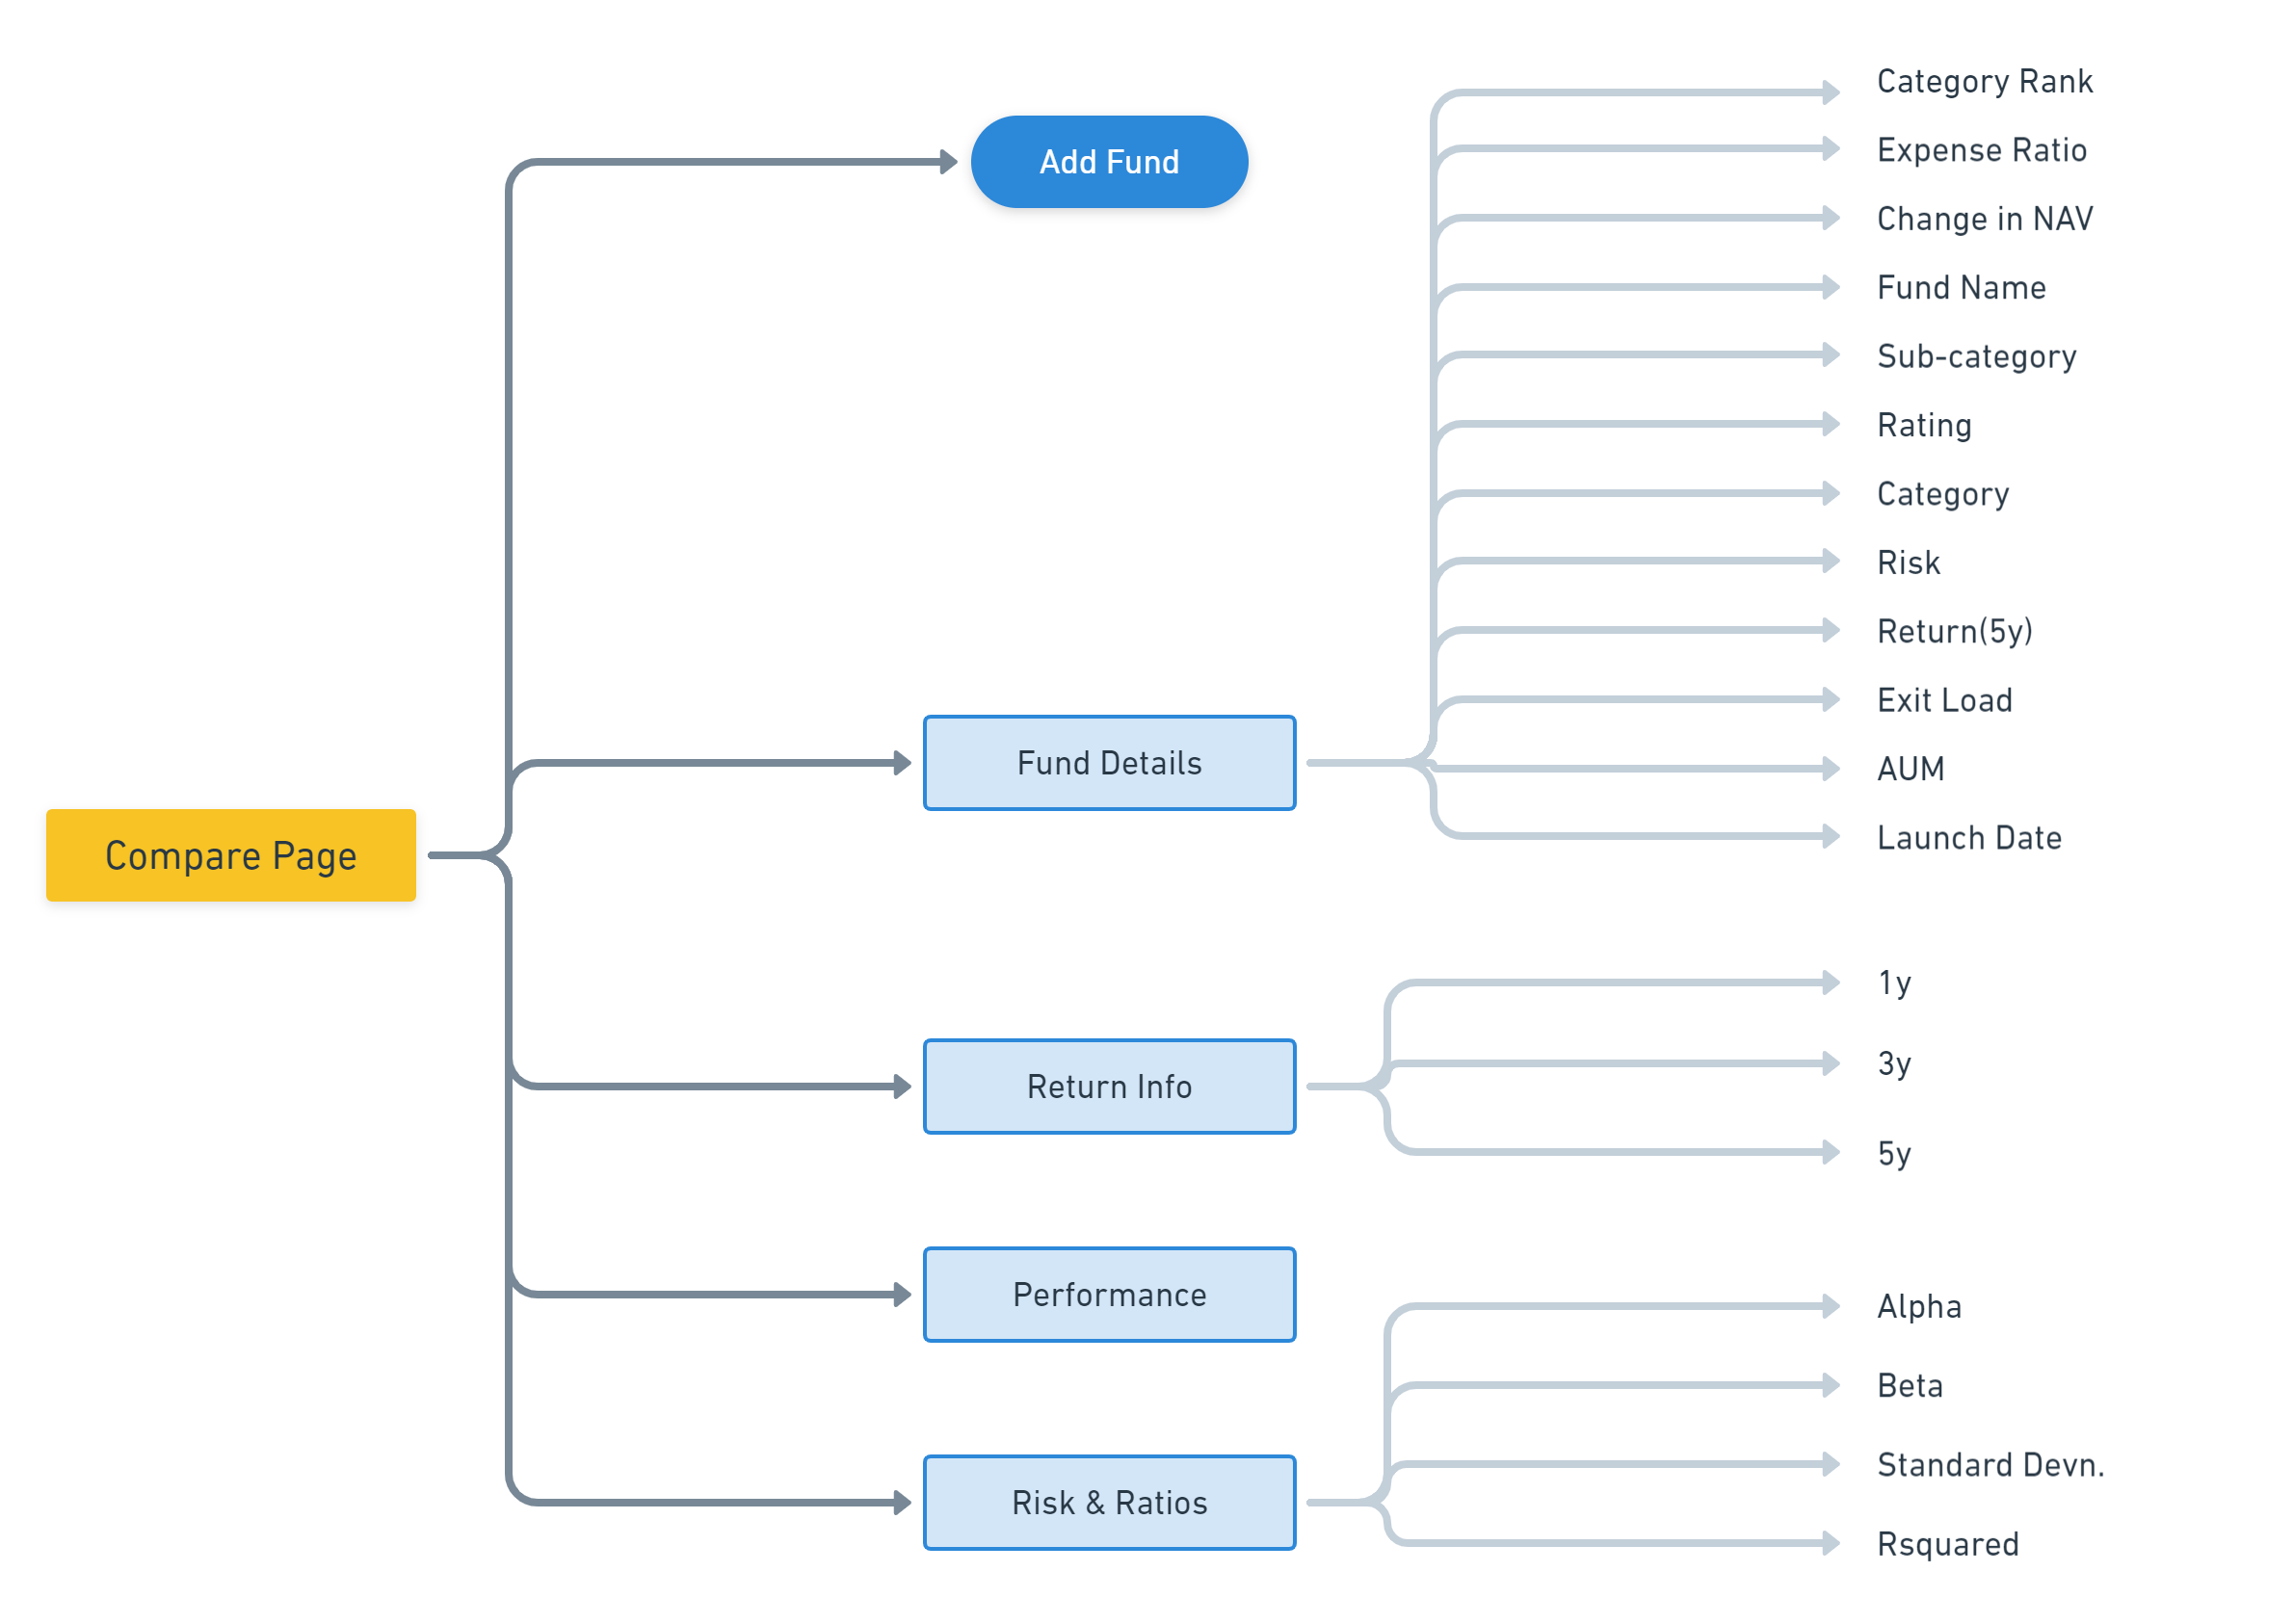 Compare Page
Add Fund
Fund Details
Category Rank
Expense Ratio
Change in NAV
Fund Name
Sub-category
Rating
Category
Risk
Return(5y)
Exit Load
AUM
Launch Date
Return Info
1y
3y
5y
Performance
Risk & Ratios
Alpha
Beta
Standard Devn.
Rsquared